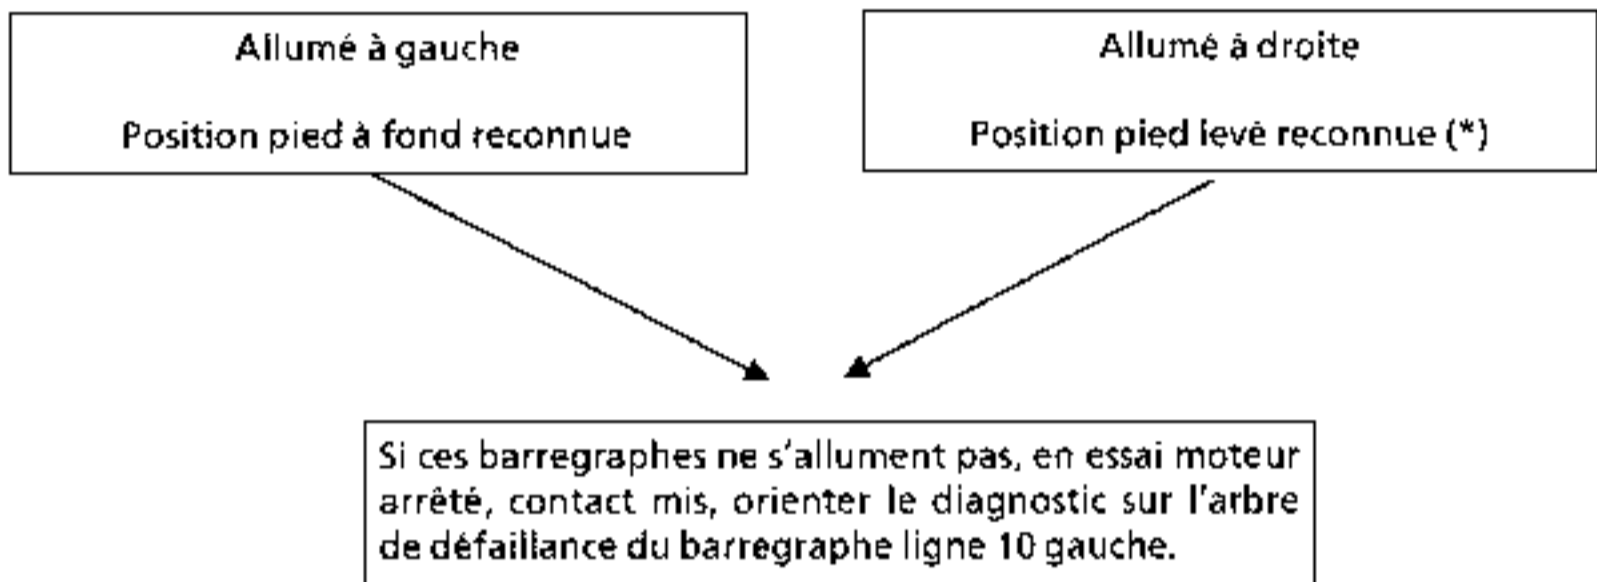 Allumé à gauche
Position pied à fond reconnue
Allumé à droite
Position pied levé reconnue (*)
Si ces barregraphes ne s'allument pas, en essai moteur
arrêté, contact mis, orienter le diagnostic sur l'arbre
de défaillance du barregraphe ligne 10 gauche.